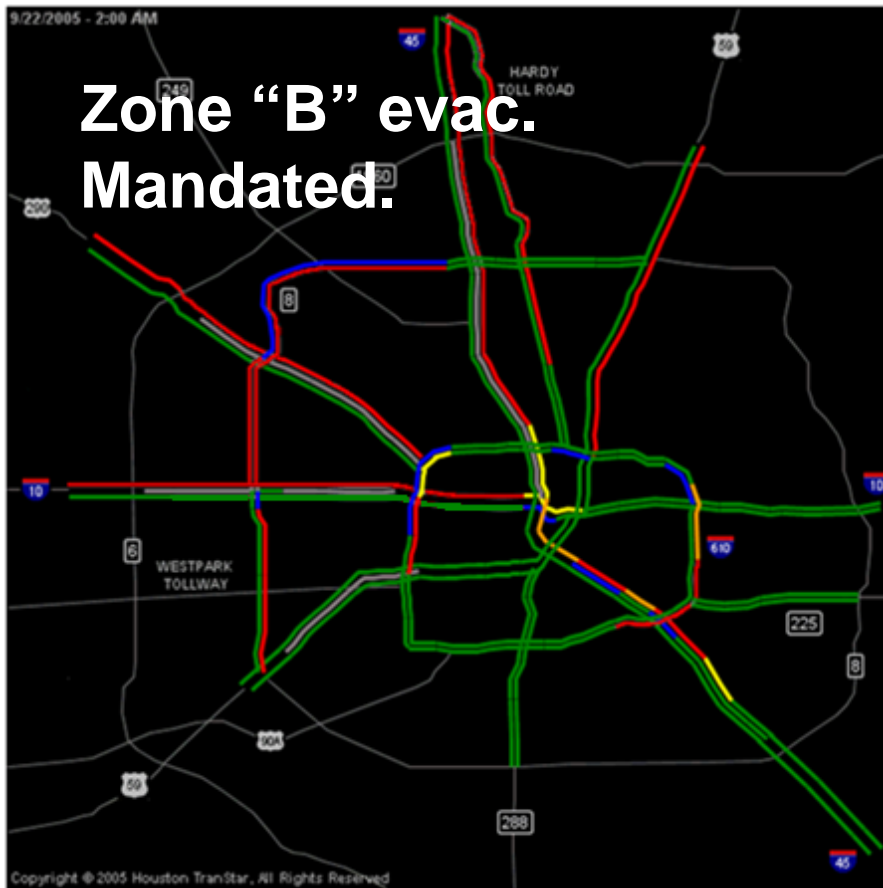 9/22/2005 - 2:00 AM
45
59
HARDY
TOLL ROAD
249
Zone “B” evac.
Mandated.
290
8
10
10
6
WESTPARK
TOLLWAY
610
225
8
90A
59
288
45
Copyright © 2005 Houston TranStar, All Rights Reserved